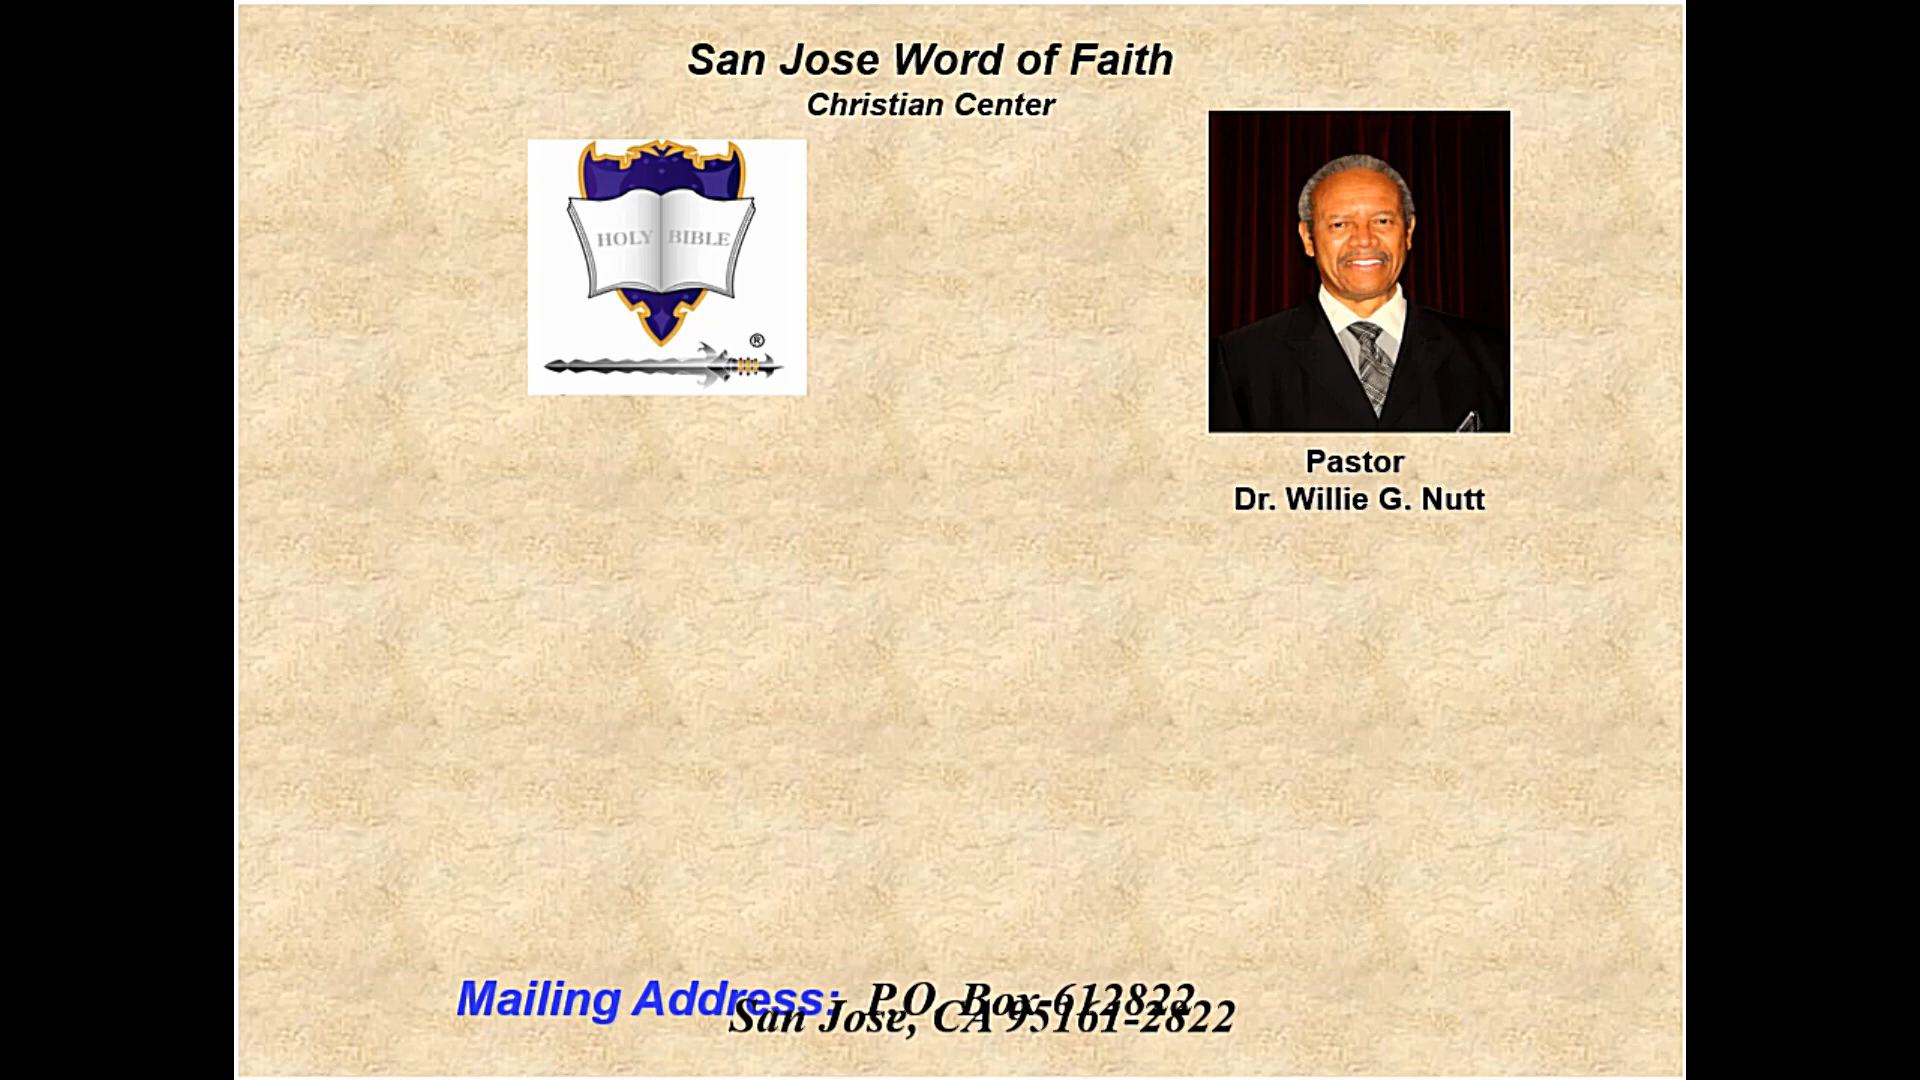 San Jose Word of Faith
Christian Center
HOLY BIBLE
®
Pastor
Dr. Willie G. Nutt
Mailing Address: P.O. Box-612822
San Jose, CA 95161-2822